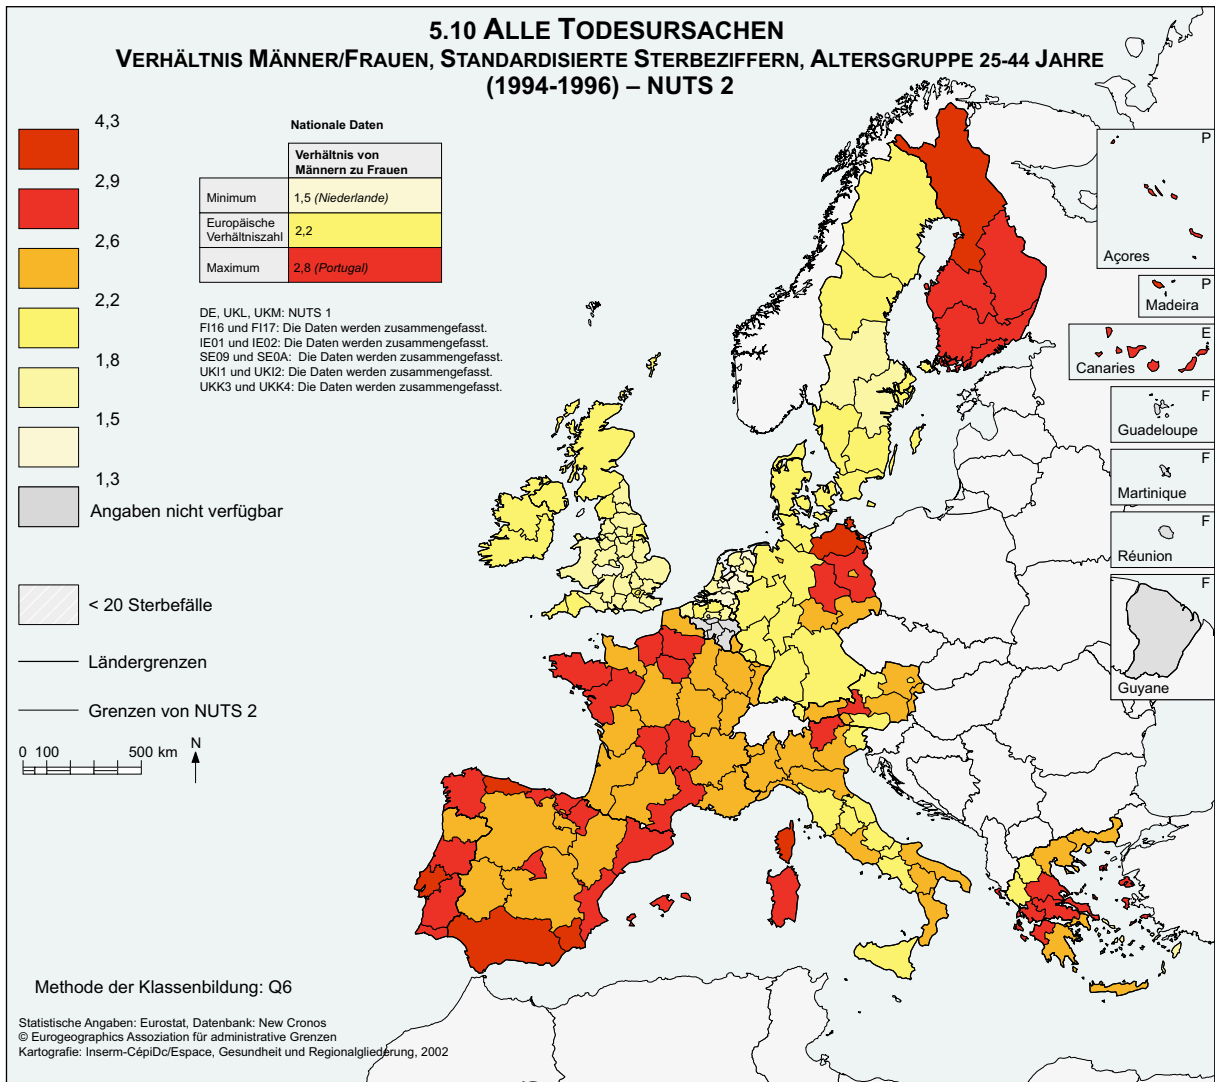 5.10 ALLE TODESURSACHEN
VERHÄLTNIS MÄNNER/FRAUEN, STANDARDISIERTE STERBEZIFFERN, ALTERSGRUPPE 25-44 JAHRE
(1994-1996) – NUTS 2
4,3
2,9
2,6
2,2
1,8
1,5
1,3
Angaben nicht verfügbar
< 20 Sterbefälle
Ländergrenzen
Grenzen von NUTS 2
0 100 500 km
N
Nationale Daten
Verhältnis von
Männern zu Frauen
Minimum 1,5 (Niederlande)
Europäische
Verhältniszahl 2,2
Maximum 2,8 (Portugal)
DE, UKL, UKM: NUTS 1
FI16 und FI17: Die Daten werden zusammengefasst.
IE01 und IE02: Die Daten werden zusammengefasst.
SE09 und SE0A: Die Daten werden zusammengefasst.
UKI1 und UKI2: Die Daten werden zusammengefasst.
UKK3 und UKK4: Die Daten werden zusammengefasst.
P
Açores
P
Madeira
E
Canaries
F
Guadeloupe
F
Martinique
F
Réunion
F
Guyane
Methode der Klassenbildung: Q6
Statistische Angaben: Eurostat, Datenbank: New Cronos
© Eurogeographics Assoziation für administrative Grenzen
Kartografie: Inserm-CépiDc/Espace, Gesundheit und Regionalgliederung, 2002